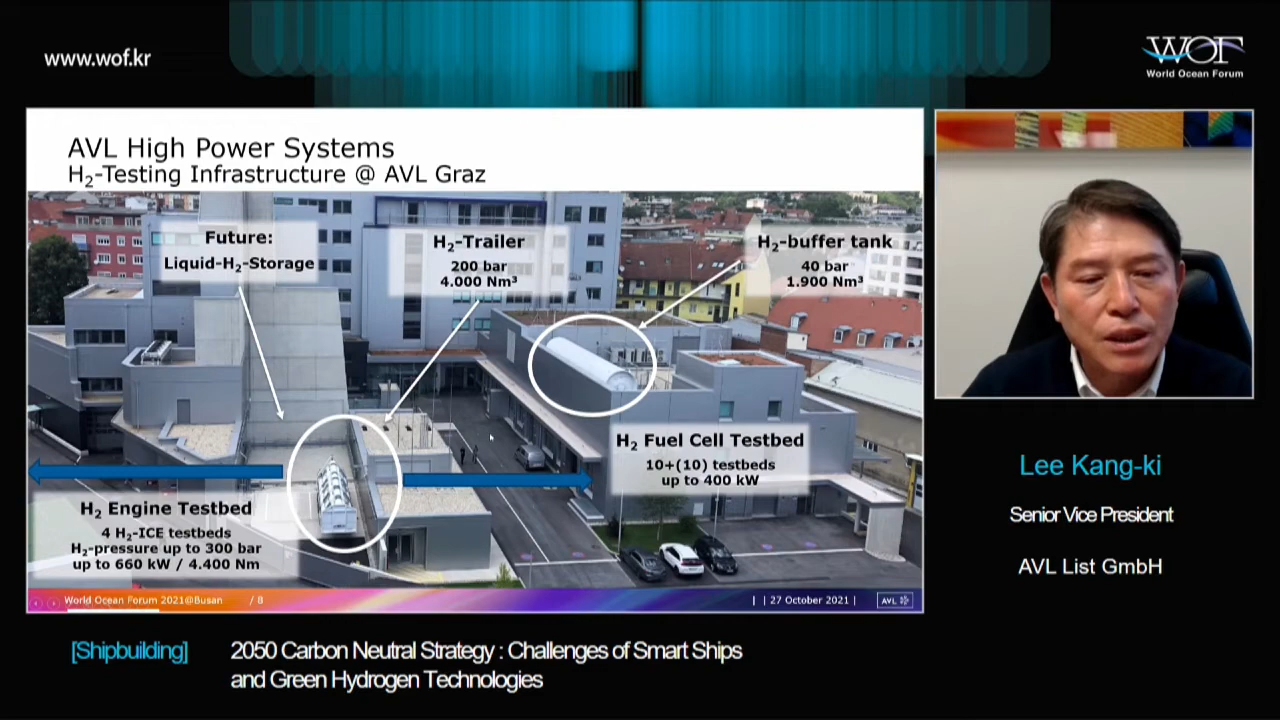 www.wof.kr
WOF
World Ocean Forum
AVL High Power Systems
H₂-Testing Infrastructure @ AVL Graz
Future:
Liquid-H₂-Storage
H₂-Trailer
200 bar
4.000 Nm³
H₂-buffer tank
40 bar
1.900 Nm³
H₂ Fuel Cell Testbed
10+(10) testbeds
up to 400 kW
H₂ Engine Testbed
4 H₂-ICE testbeds
H₂-pressure up to 300 bar
up to 660 kW / 4.400 Nm
World Ocean Forum 2021@Busan / 8 | | 27 October 2021 | AVL
Lee Kang-ki
Senior Vice President
AVL List GmbH
[Shipbuilding] 2050 Carbon Neutral Strategy : Challenges of Smart Ships
and Green Hydrogen Technologies